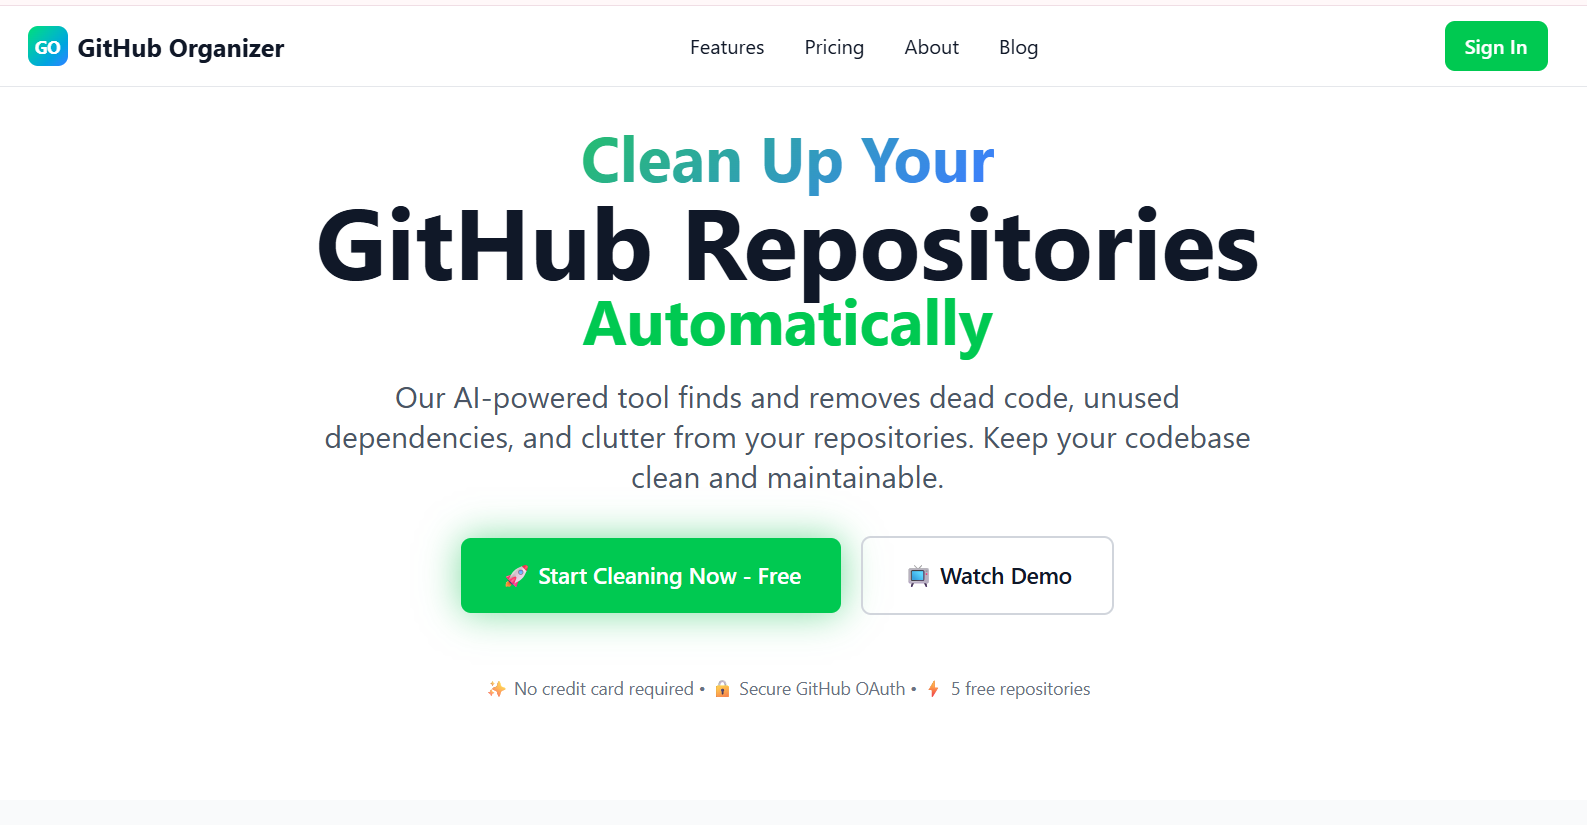 GO GitHub Organizer
Features Pricing About Blog
Sign In
Clean Up Your
GitHub Repositories
Automatically
Our AI-powered tool finds and removes dead code, unused
dependencies, and clutter from your repositories. Keep your codebase
clean and maintainable.
🚀 Start Cleaning Now - Free
📺 Watch Demo
✨ No credit card required • 🔒 Secure GitHub OAuth • ⚡ 5 free repositories